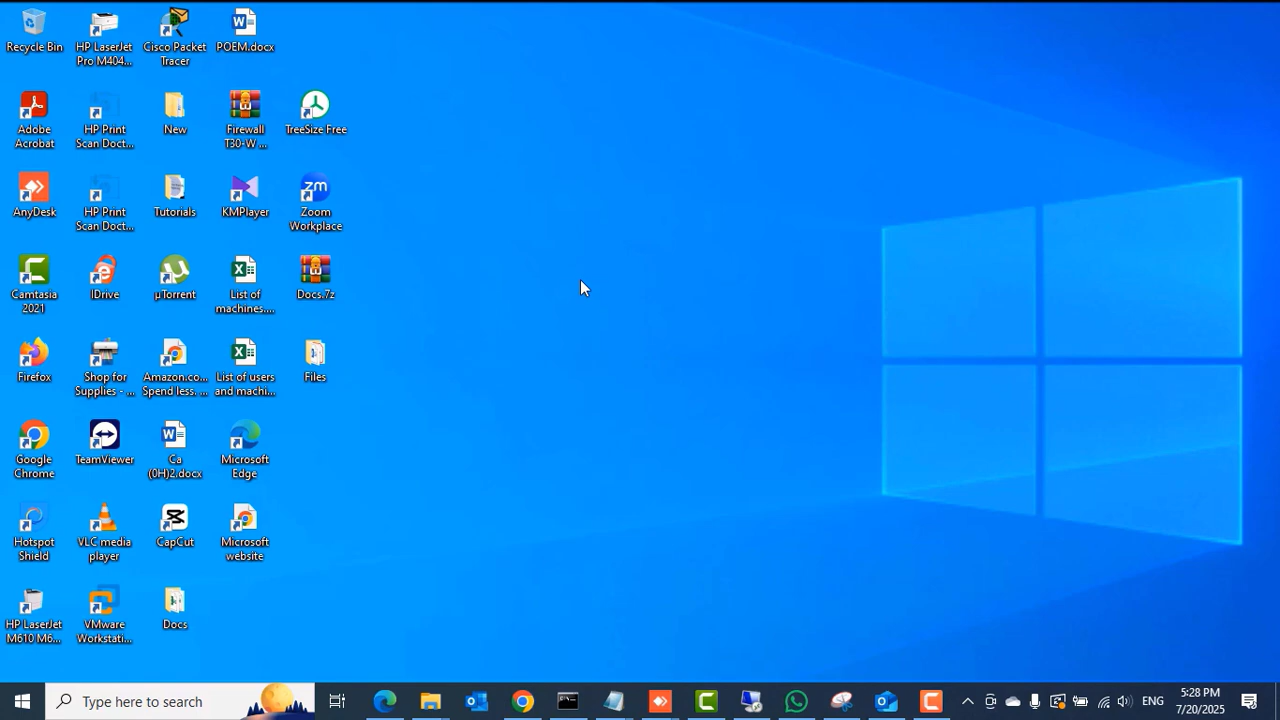 Recycle Bin
HP LaserJet
Pro M404...
Cisco Packet
Tracer
POEM.docx
Adobe
Acrobat
HP Print
Scan Doct...
New
Firewall
T30-W ...
TreeSize Free
AnyDesk
HP Print
Scan Doct...
Tutorials
KMPlayer
zm
Zoom
Workplace
Camtasia
2021
IDrive
µTorrent
List of
machines....
Docs.7z
Firefox
Shop for
Supplies - ...
Amazon.co...
Spend less. ...
List of users
and machi...
Files
Google
Chrome
TeamViewer
Ca
(0H)2.docx
Microsoft
Edge
Hotspot
Shield
VLC media
player
CapCut
Microsoft
website
HP LaserJet
M610 M6...
VMware
Workstati...
Docs
Type here to search
ENG
5:28 PM
7/20/2025